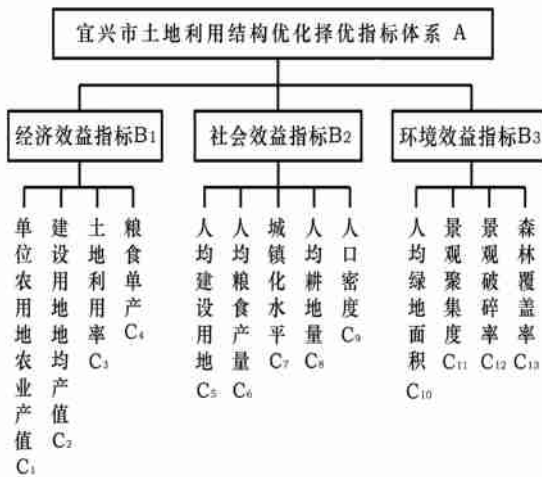 宜兴市土地利用结构优化择优指标体系 A
经济效益指标B1
社会效益指标B2
环境效益指标B3
单位农用地农业产值C1
建设用地地均产值C2
土地利用率C3
粮食单产C4
人均建设用地C5
人均粮食产量C6
城镇化水平C7
人均耕地量C8
人口密度C9
人均绿地面积C10
景观聚集度C11
景观破碎率C12
森林覆盖率C13